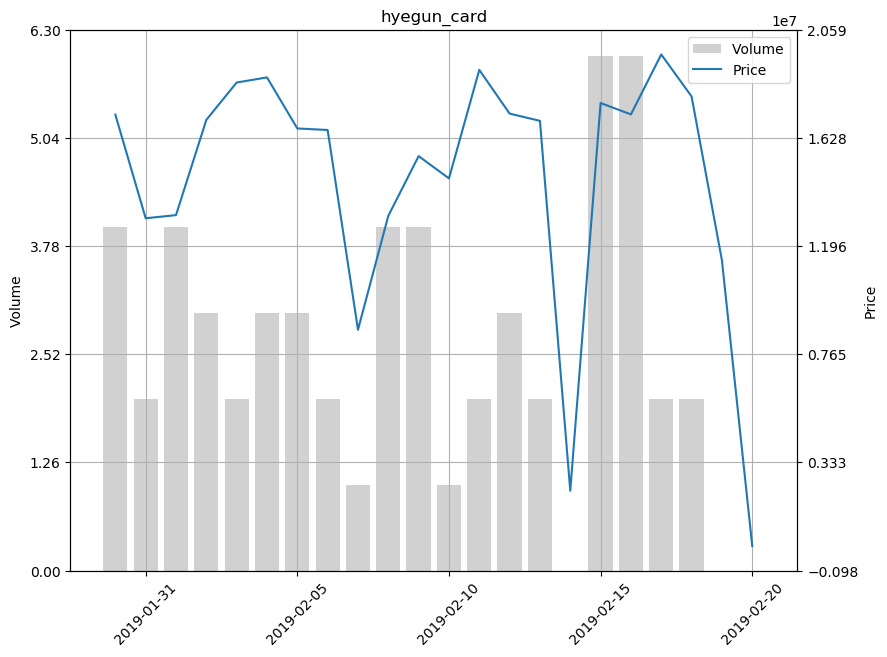 hyegun_card
1e7
6.30
5.04
3.78
2.52
1.26
0.00
Volume
2.059
1.628
1.196
0.765
0.333
−0.098
Price
Volume
Price
2019-01-31
2019-02-05
2019-02-10
2019-02-15
2019-02-20